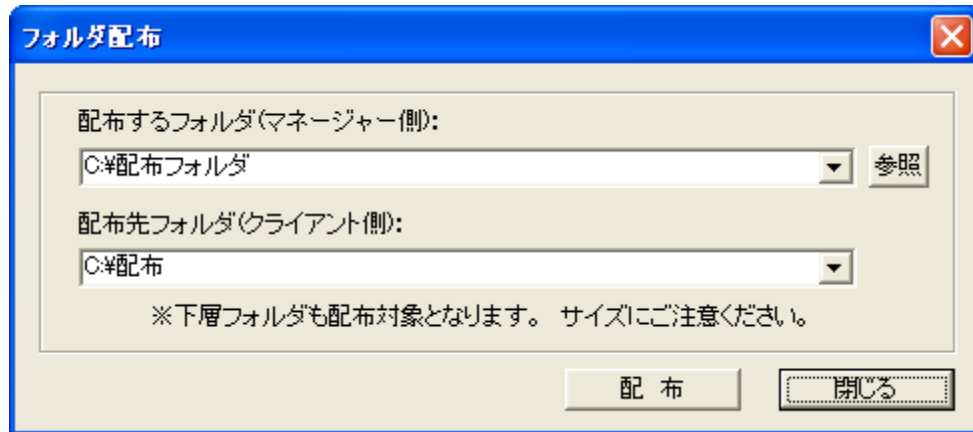 フォルダ配布
配布するフォルダ(マネージャー側):
C:¥配布フォルダ
参照
配布先フォルダ(クライアント側):
C:¥配布
※下層フォルダも配布対象となります。 サイズにご注意ください。
配 布
閉じる